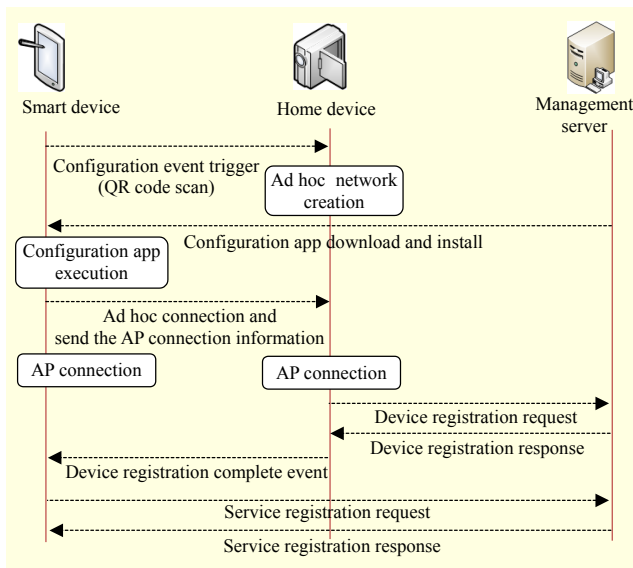 Smart device
Home device
Management
server
Configuration event trigger
(QR code scan)
Ad hoc network
creation
Configuration app download and install
Configuration app
execution
Ad hoc connection and
send the AP connection information
AP connection
AP connection
Device registration request
Device registration response
Device registration complete event
Service registration request
Service registration response